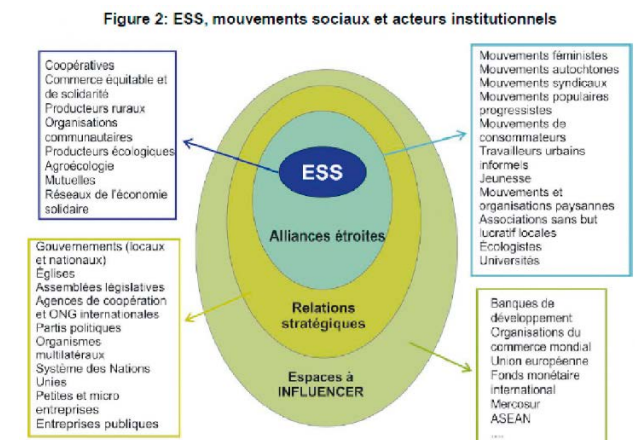 Figure 2: ESS, mouvements sociaux et acteurs institutionnels
Coopératives
Commerce équitable et
de solidarité
Producteurs ruraux
Organisations
communautaires
Producteurs écologiques
Agroécologie
Mutuelles
Réseaux de l'économie
solidaire
Mouvements féministes
Mouvements autochtones
Mouvements syndicaux
Mouvements populaires
progressistes
Mouvements de
consommateurs
Travailleurs urbains
informels
Jeunesse
Mouvements et
organisations paysannes
Associations sans but
lucratif locales
Écologistes
Universités
ESS
Alliances étroites
Relations
stratégiques
Espaces à
INFLUENCER
Gouvernements (locaux
et nationaux)
Églises
Assemblées législatives
Agences de coopération
et ONG internationales
Partis politiques
Organismes
multilatéraux
Système des Nations
Unies
Petites et micro
entreprises
Entreprises publiques
Banques de
développement
Organisations du
commerce mondial
Union européenne
Fonds monétaire
international
Mercosur
ASEAN
....